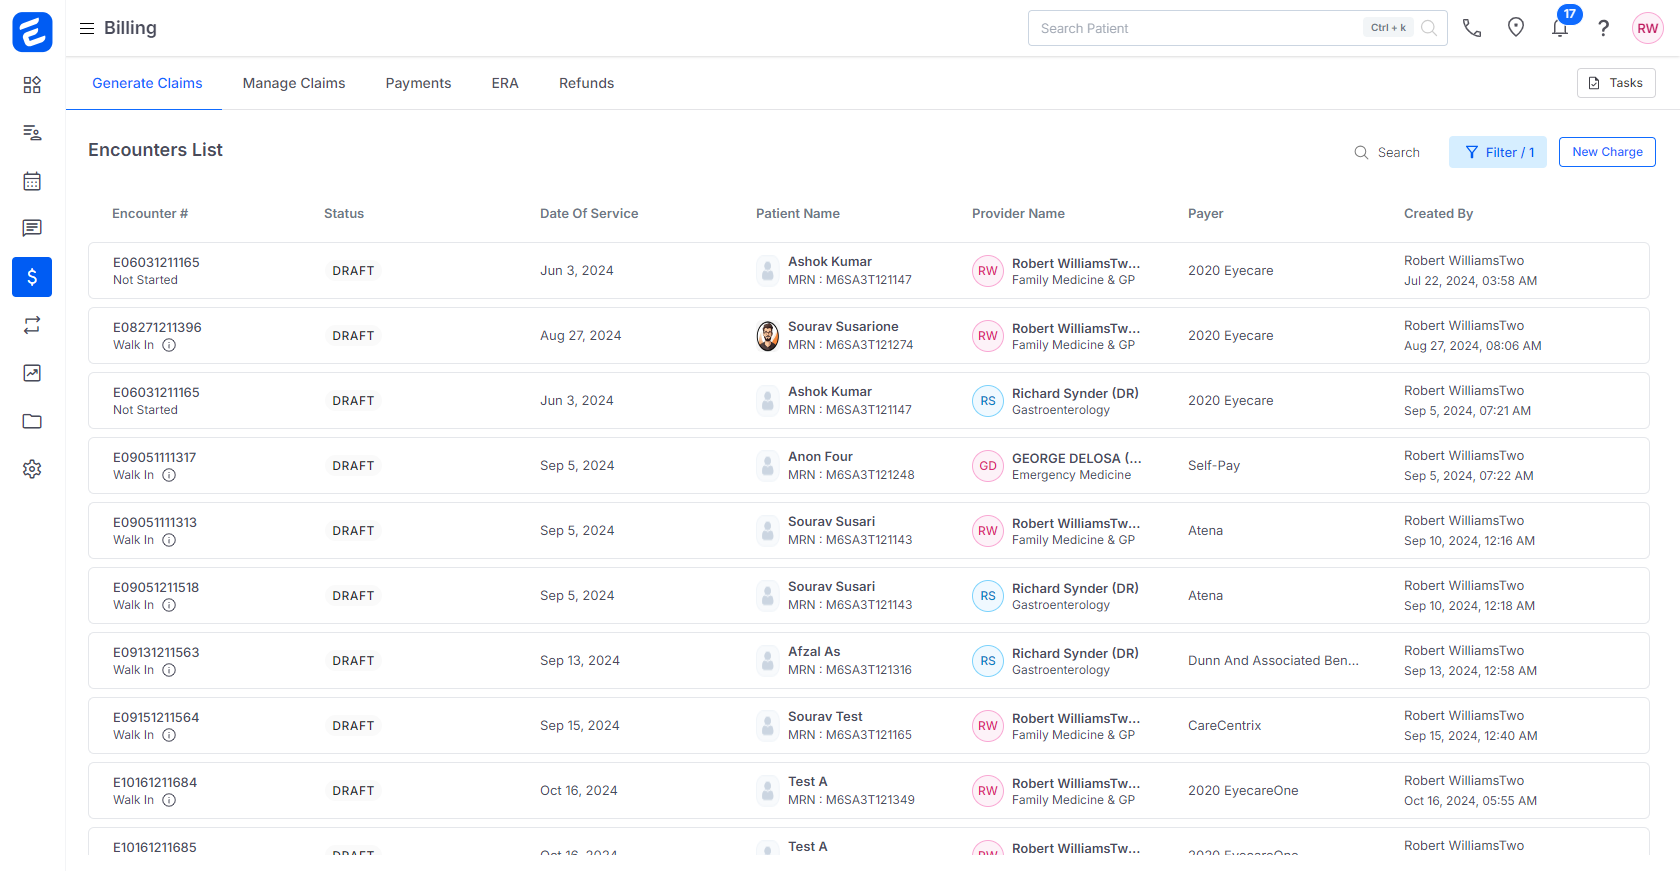 Billing
Search Patient
Ctrl + k
17
?
RW
Generate Claims
Manage Claims
Payments
ERA
Refunds
Tasks
Encounters List
Search
Filter / 1
New Charge
Encounter #
Status
Date Of Service
Patient Name
Provider Name
Payer
Created By
E06031211165
Not Started
DRAFT
Jun 3, 2024
Ashok Kumar
MRN : M6SA3T121147
RW
Robert WilliamsTw...
Family Medicine & GP
2020 Eyecare
Robert WilliamsTwo
Jul 22, 2024, 03:58 AM
E08271211396
Walk In
DRAFT
Aug 27, 2024
Sourav Susarione
MRN : M6SA3T121274
RW
Robert WilliamsTw...
Family Medicine & GP
2020 Eyecare
Robert WilliamsTwo
Aug 27, 2024, 08:06 AM
E06031211165
Not Started
DRAFT
Jun 3, 2024
Ashok Kumar
MRN : M6SA3T121147
RS
Richard Synder (DR)
Gastroenterology
2020 Eyecare
Robert WilliamsTwo
Sep 5, 2024, 07:21 AM
E09051111317
Walk In
DRAFT
Sep 5, 2024
Anon Four
MRN : M6SA3T121248
GD
GEORGE DELOSA (...
Emergency Medicine
Self-Pay
Robert WilliamsTwo
Sep 5, 2024, 07:22 AM
E09051111313
Walk In
DRAFT
Sep 5, 2024
Sourav Susari
MRN : M6SA3T121143
RW
Robert WilliamsTw...
Family Medicine & GP
Atena
Robert WilliamsTwo
Sep 10, 2024, 12:16 AM
E09051211518
Walk In
DRAFT
Sep 5, 2024
Sourav Susari
MRN : M6SA3T121143
RS
Richard Synder (DR)
Gastroenterology
Atena
Robert WilliamsTwo
Sep 10, 2024, 12:18 AM
E09131211563
Walk In
DRAFT
Sep 13, 2024
Afzal As
MRN : M6SA3T121316
RS
Richard Synder (DR)
Gastroenterology
Dunn And Associated Ben...
Robert WilliamsTwo
Sep 13, 2024, 12:58 AM
E09151211564
Walk In
DRAFT
Sep 15, 2024
Sourav Test
MRN : M6SA3T121165
RW
Robert WilliamsTw...
Family Medicine & GP
CareCentrix
Robert WilliamsTwo
Sep 15, 2024, 12:40 AM
E10161211684
Walk In
DRAFT
Oct 16, 2024
Test A
MRN : M6SA3T121349
RW
Robert WilliamsTw...
Family Medicine & GP
2020 EyecareOne
Robert WilliamsTwo
Oct 16, 2024, 05:55 AM
E10161211685
DRAFT
Oct 16, 2024
Test A
RW
Robert WilliamsTw...
2020 EyecareOne
Robert WilliamsTwo